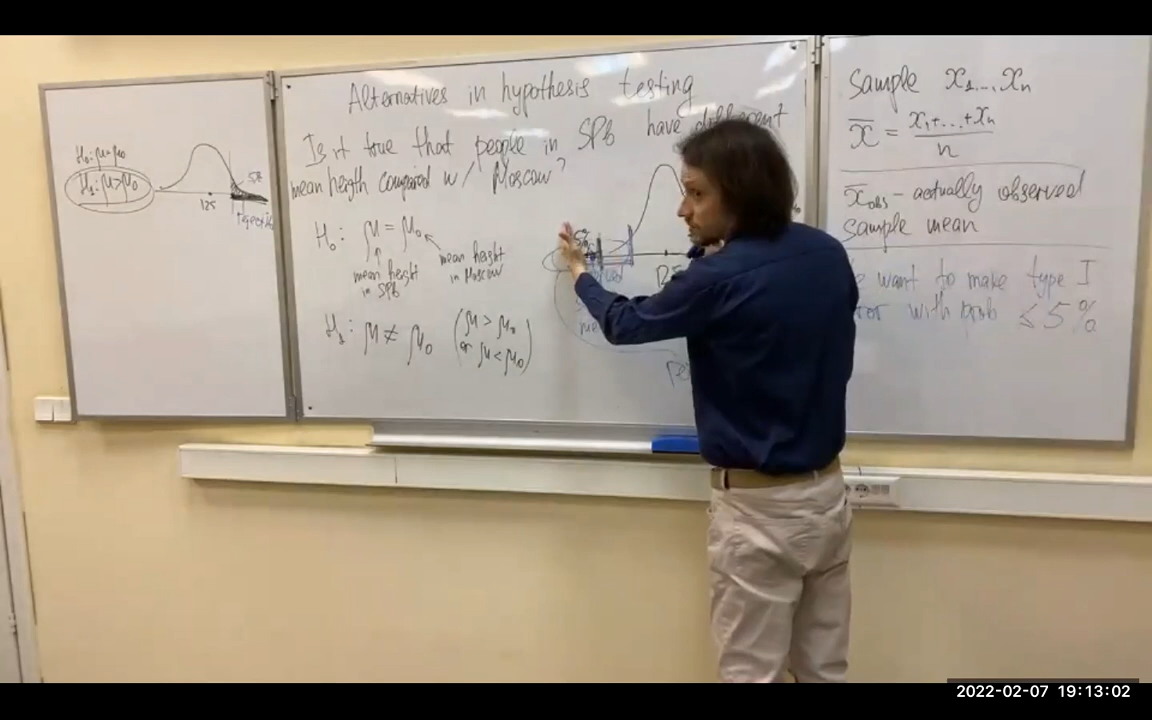 H₀: μ=μ₀
H₁: μ>μ₀
5%
125
Alternatives in hypothesis testing
Is it true that people in SPb have different
mean heigth compared w/ Moscow?
H₀: μ = μ₀
mean height
in SPb
mean height
in Moscow
H₁: μ ≠ μ₀
(μ > μ₀
or μ < μ₀)
5%
125
Sample x₁...,xₙ
x̄ = x₁+...+xₙ / n
x̄obs - actually observed
sample mean
want to make type I
with prob ≤ 5%
2022-02-07 19:13:02